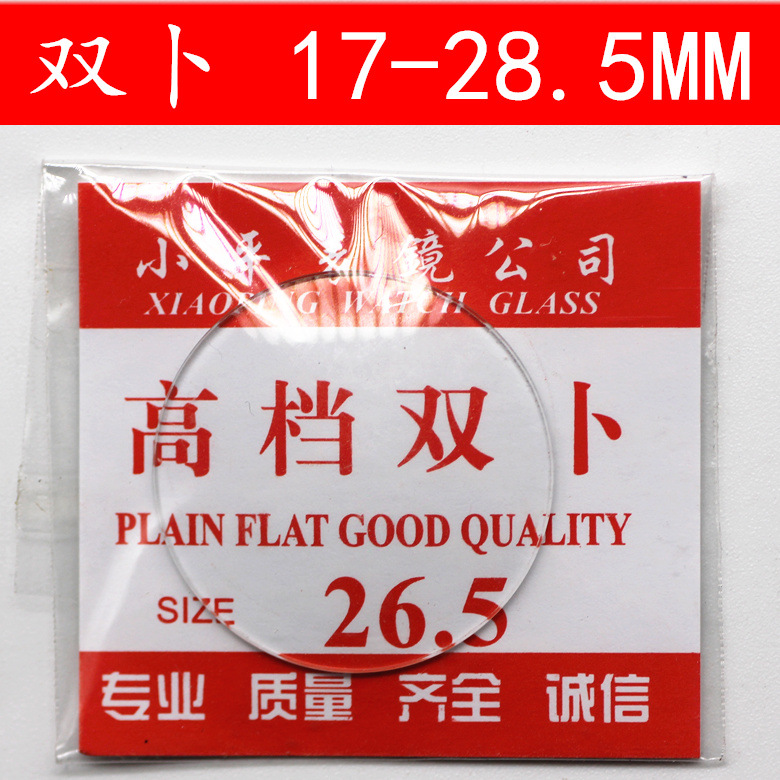 双卜 17-28.5MM
小 镜公司
WATCH GLASS
高档双卜
PLAIN FLAT GOOD QUALITY
SIZE 26.5
专业 质量 齐全 诚信